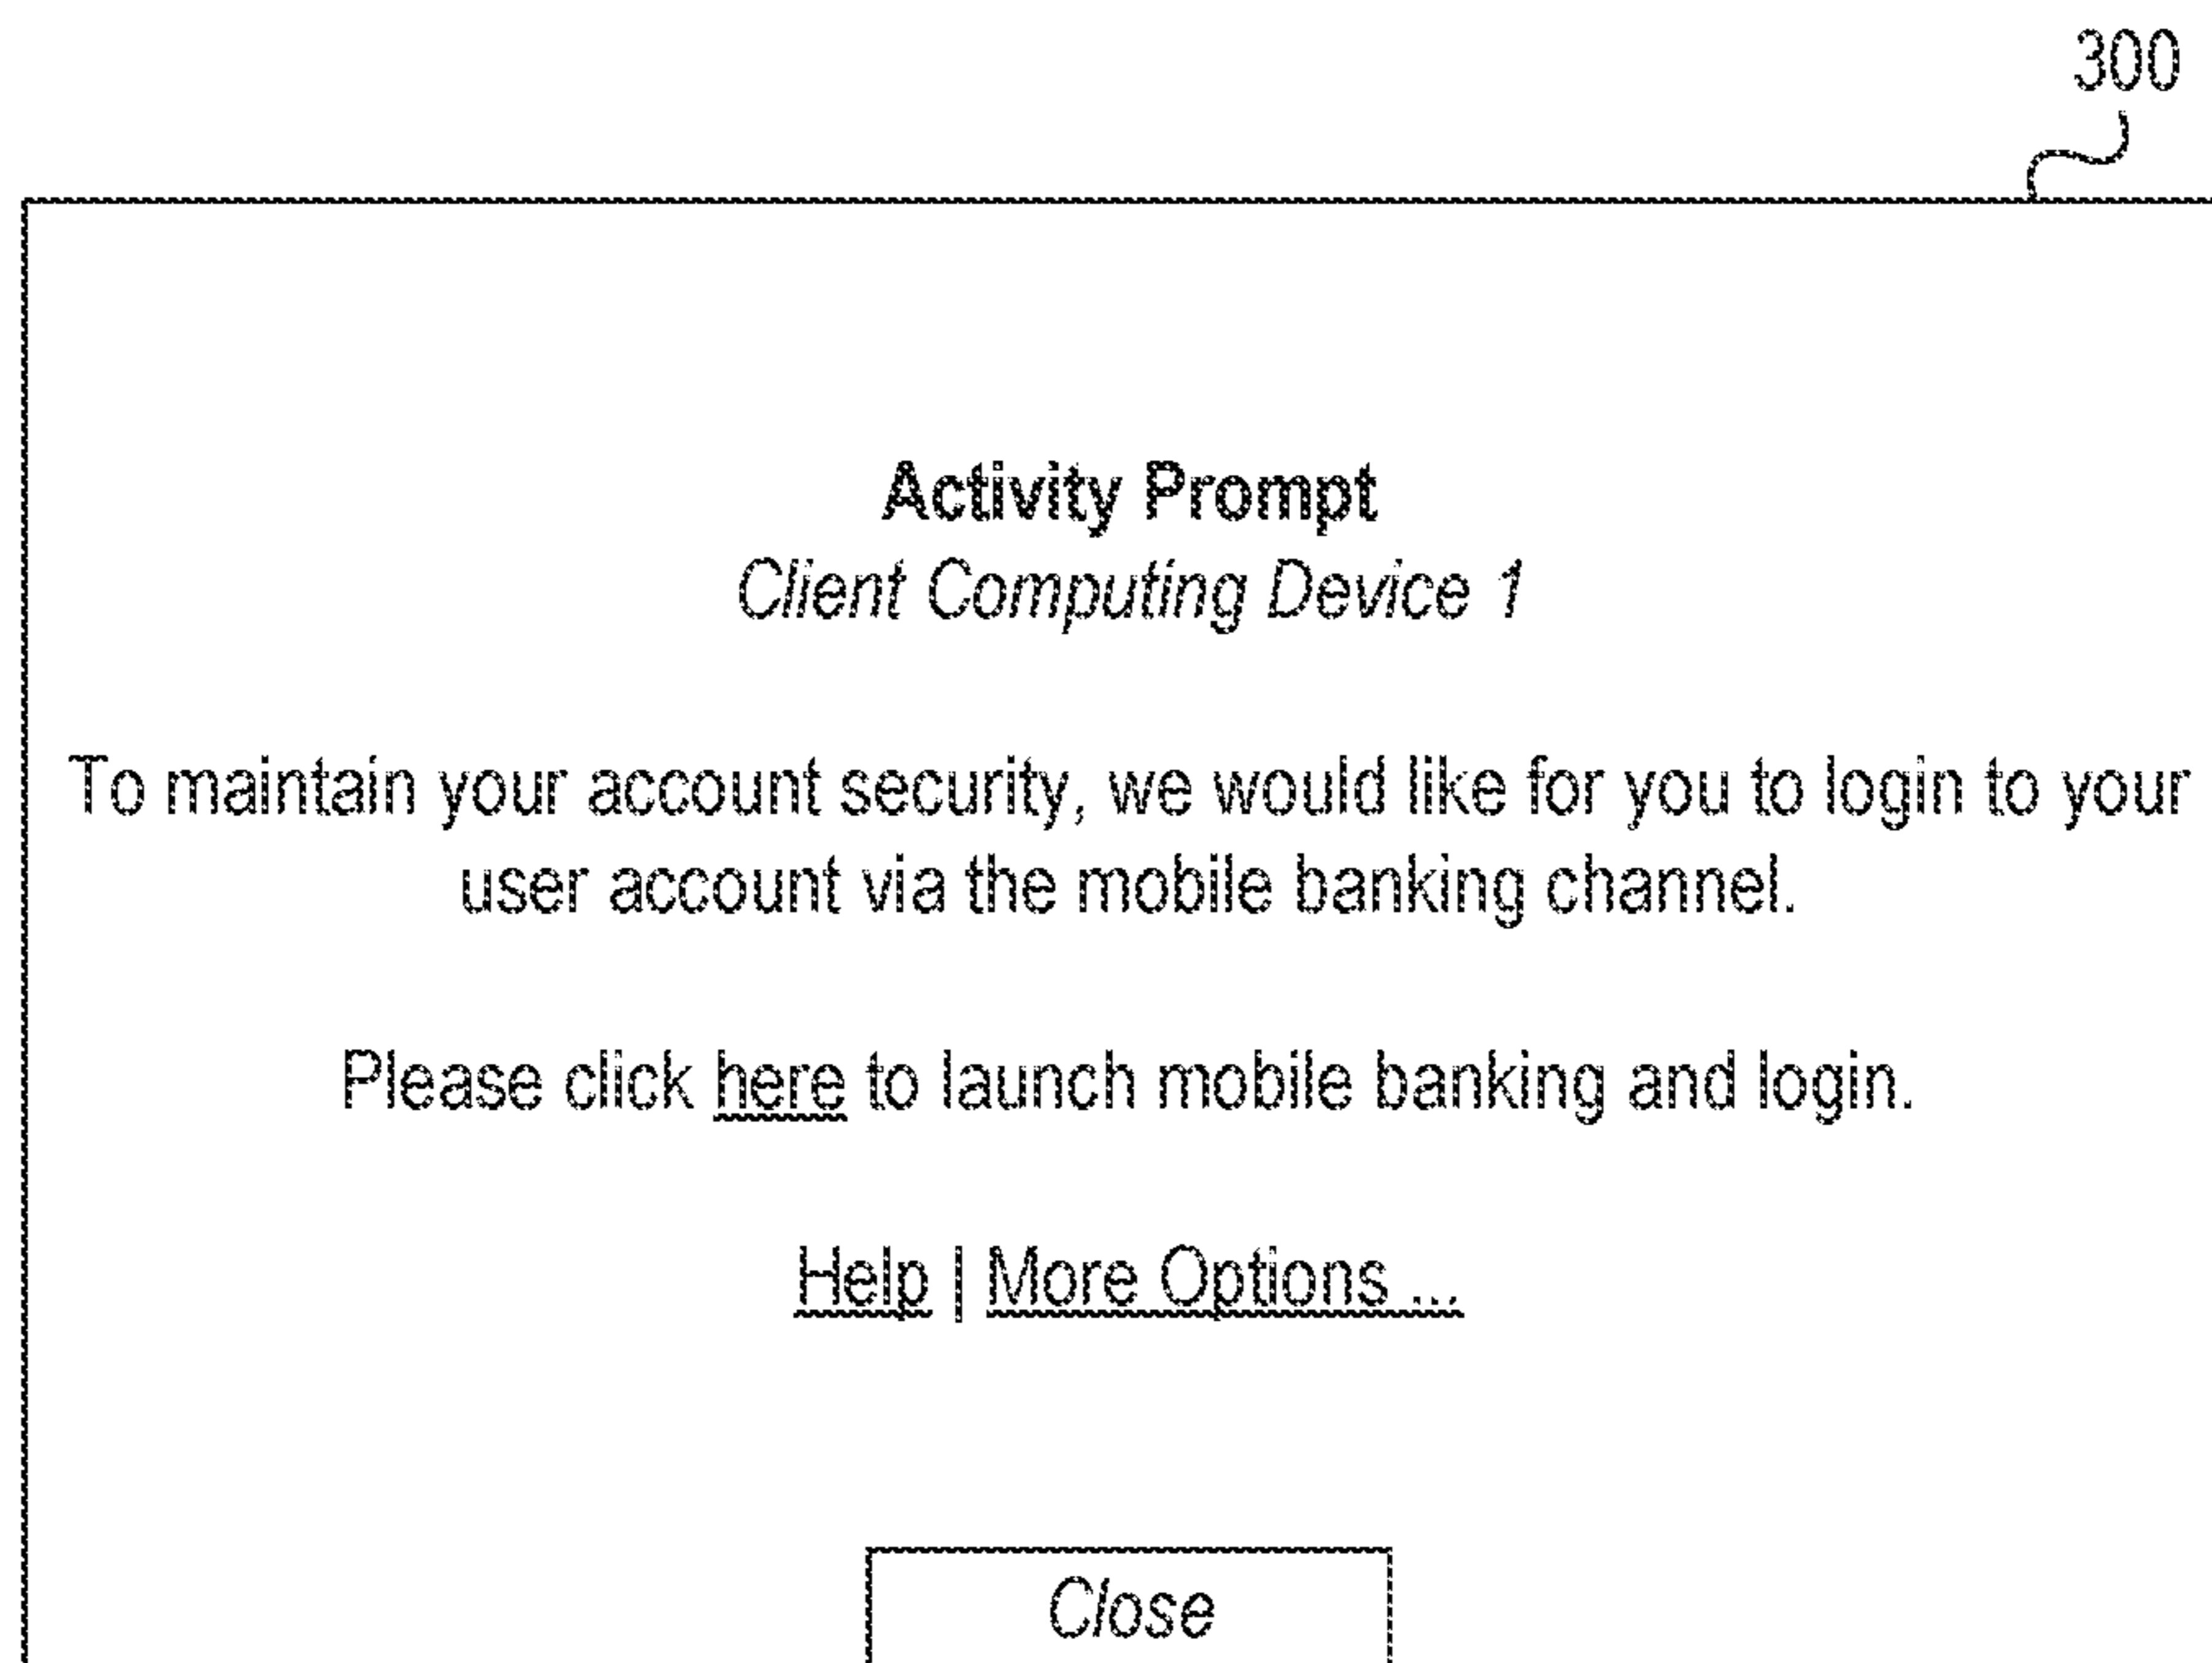 300
Activity Prompt
Client Computing Device 1
To maintain your account security, we would like for you to login to your
user account via the mobile banking channel.
Please click here to launch mobile banking and login.
Help | More Options ...
Close